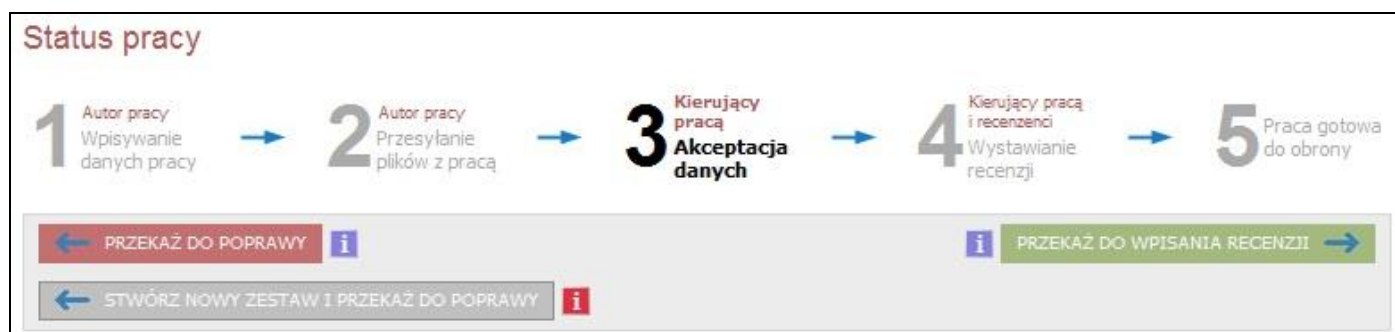 Status pracy
1 Autor pracy
Wpisywanie
danych pracy
2 Autor pracy
Przesyłanie
plików z pracą
3 Kierujący
pracą
Akceptacja
danych
4 Kierujący pracą
i recenzenci
Wystawianie
recenzji
5 Praca gotowa
do obrony
PRZEKAŻ DO POPRAWY i
i PRZEKAŻ DO WPISANIA RECENZJI
STWÓRZ NOWY ZESTAW I PRZEKAŻ DO POPRAWY i